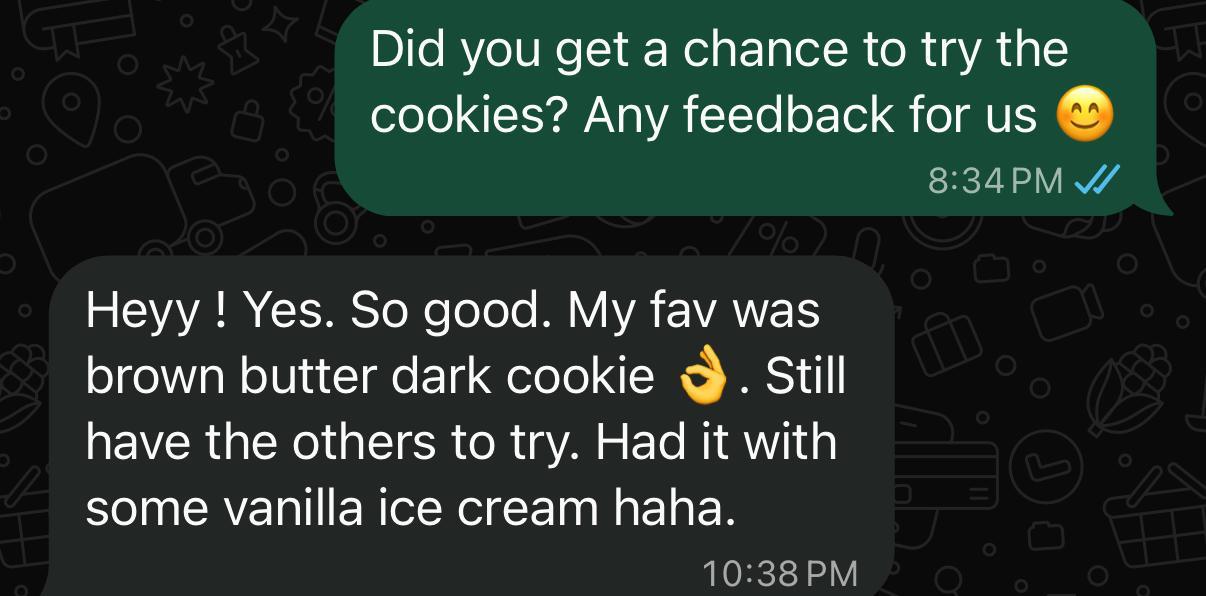 Did you get a chance to try the
cookies? Any feedback for us 😊
8:34 PM
Heyy ! Yes. So good. My fav was
brown butter dark cookie 👌. Still
have the others to try. Had it with
some vanilla ice cream haha.
10:38 PM